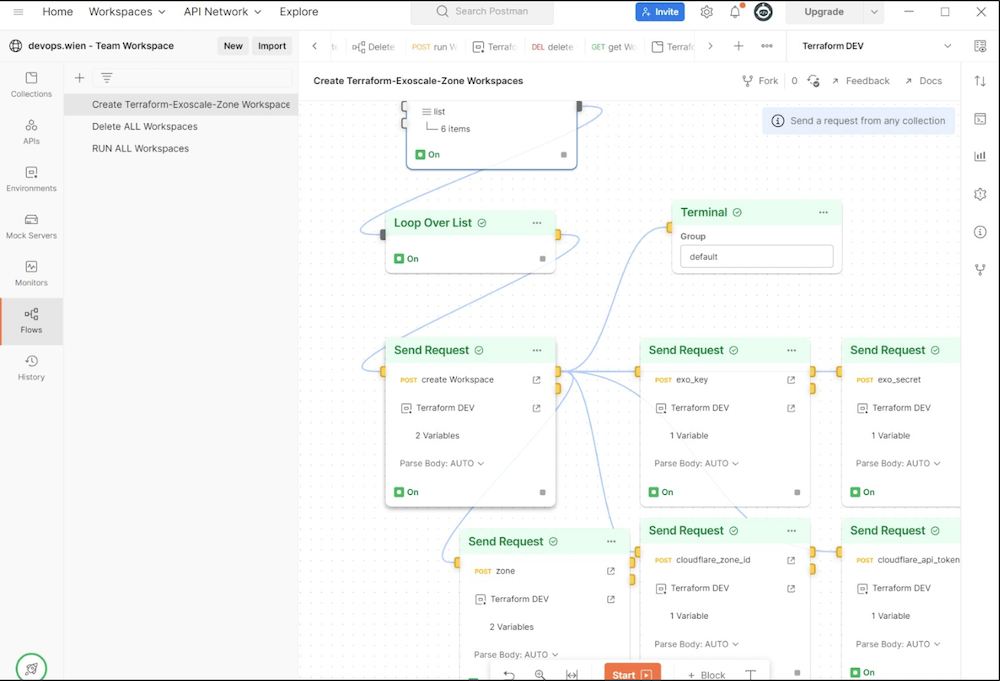 Home Workspaces API Network Explore
Search Postman
Invite
Upgrade
devops.wien - Team Workspace
New Import
Delete
POST run W
Terrafo
DEL delete
GET get Wo
Terraf
Terraform DEV
Collections
APIs
Environments
Mock Servers
Monitors
Flows
History
Create Terraform-Exoscale-Zone Workspace
Delete ALL Workspaces
RUN ALL Workspaces
Create Terraform-Exoscale-Zone Workspaces
Fork 0 Feedback Docs
Send a request from any collection
list
6 items
On
Loop Over List
On
Terminal
Group
default
Send Request
POST create Workspace
Terraform DEV
2 Variables
Parse Body: AUTO
On
Send Request
POST exo_key
Terraform DEV
1 Variable
Parse Body: AUTO
On
Send Request
POST exo_secret
Terraform DEV
1 Variable
Parse Body: AUTO
On
Send Request
POST zone
Terraform DEV
2 Variables
Parse Body: AUTO
Send Request
POST cloudflare_zone_id
Terraform DEV
1 Variable
Parse Body: AUTO
Send Request
POST cloudflare_api_token
Terraform DEV
1 Variable
Parse Body: AUTO
On
Start
+ Block